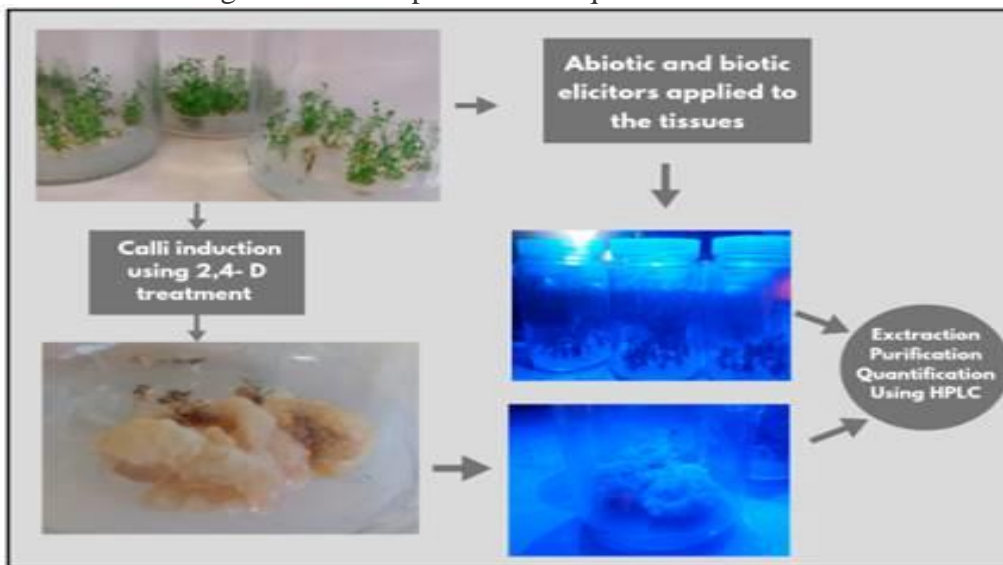 Abiotic and biotic
elicitors applied to
the tissues
Calli induction
using 2,4- D
treatment
Exctraction
Purification
Quantification
Using HPLC